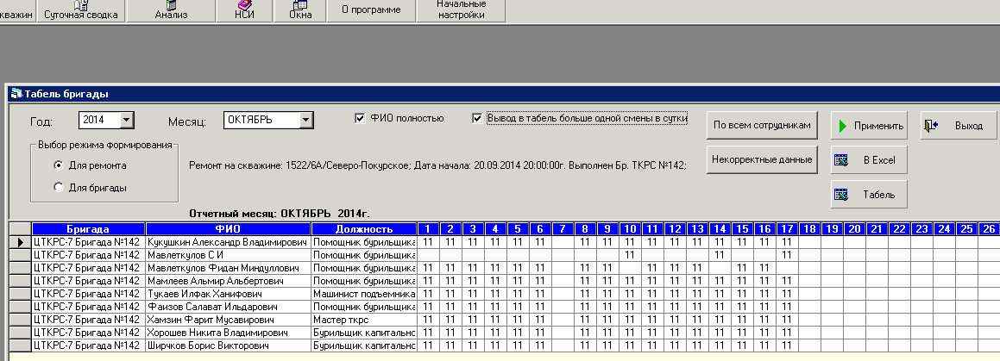 кважин Суточная сводка Анализ НСИ Окна О программе Начальные
настройки
Табель бригады
Год: 2014 Месяц: ОКТЯБРЬ ФИО полностью Вывод в табель больше одной смены в сутки По всем сотрудникам Применить Выход
Выбор режима формирования
Для ремонта
Ремонт на скважине: 1522/6А/Северо-Покурское; Дата начала: 20.09.2014 20:00:00г. Выполнен Бр. ТКРС №142; Некорректные данные В Excel
Для бригады Табель
Отчетный месяц: ОКТЯБРЬ 2014г.
Бригада ФИО Должность 1 2 3 4 5 6 7 8 9 10 11 12 13 14 15 16 17 18 19 20 21 22 23 24 25 26
ЦТКРС-7 Бригада №142 Кукушкин Александр Владимирович Помощник бурильщика 11 11 11 11 11 11 11 11 11 11 11 11 11 11 11 11
ЦТКРС-7 Бригада №142 Мавлеткулов С И Помощник бурильщика 11 11 11
ЦТКРС-7 Бригада №142 Мавлеткулов Фидан Миндуллович Помощник бурильщика 11 11 11 11 11 11 11 11 11 11 11 11 11
ЦТКРС-7 Бригада №142 Мамлеев Альмир Альбертович Помощник бурильщика 11 11 11 11 11 11 11 11 11 11 11 11 11 11 11 11
ЦТКРС-7 Бригада №142 Тукаев Илфак Ханифович Машинист подъемника 11 11 11 11 11 11 11 11 11 11 11 11 11 11 11 11
ЦТКРС-7 Бригада №142 Фаизов Салават Ильдарович Помощник бурильщика 11 11 11 11 11 11 11 11 11 11 11 11 11 11 11 11
ЦТКРС-7 Бригада №142 Хамзин Фарит Мусавирович Мастер ткрс 11 11 11 11 11 11 11 11 11 11 11 11 11 11 11 11
ЦТКРС-7 Бригада №142 Хорошев Никита Владимирович Бурильщик капитально 11 11 11 11 11 11 11 11 11 11 11 11 11 11 11 11
ЦТКРС-7 Бригада №142 Ширчков Борис Викторович Бурильщик капитально 11 11 11 11 11 11 11 11 11 11 11 11 11 11 11 11